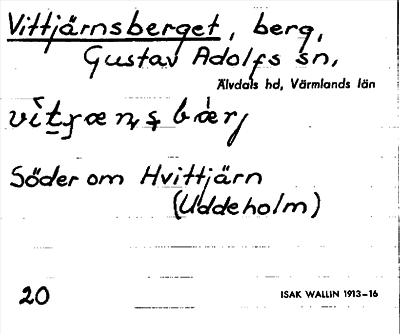 Vittjärnsberget, berg,
Gustav Adolfs sn,
Älvdals hd, Värmlands län
Söder om Hvittjärn
(Uddeholm)
20
ISAK WALLIN 1913–16